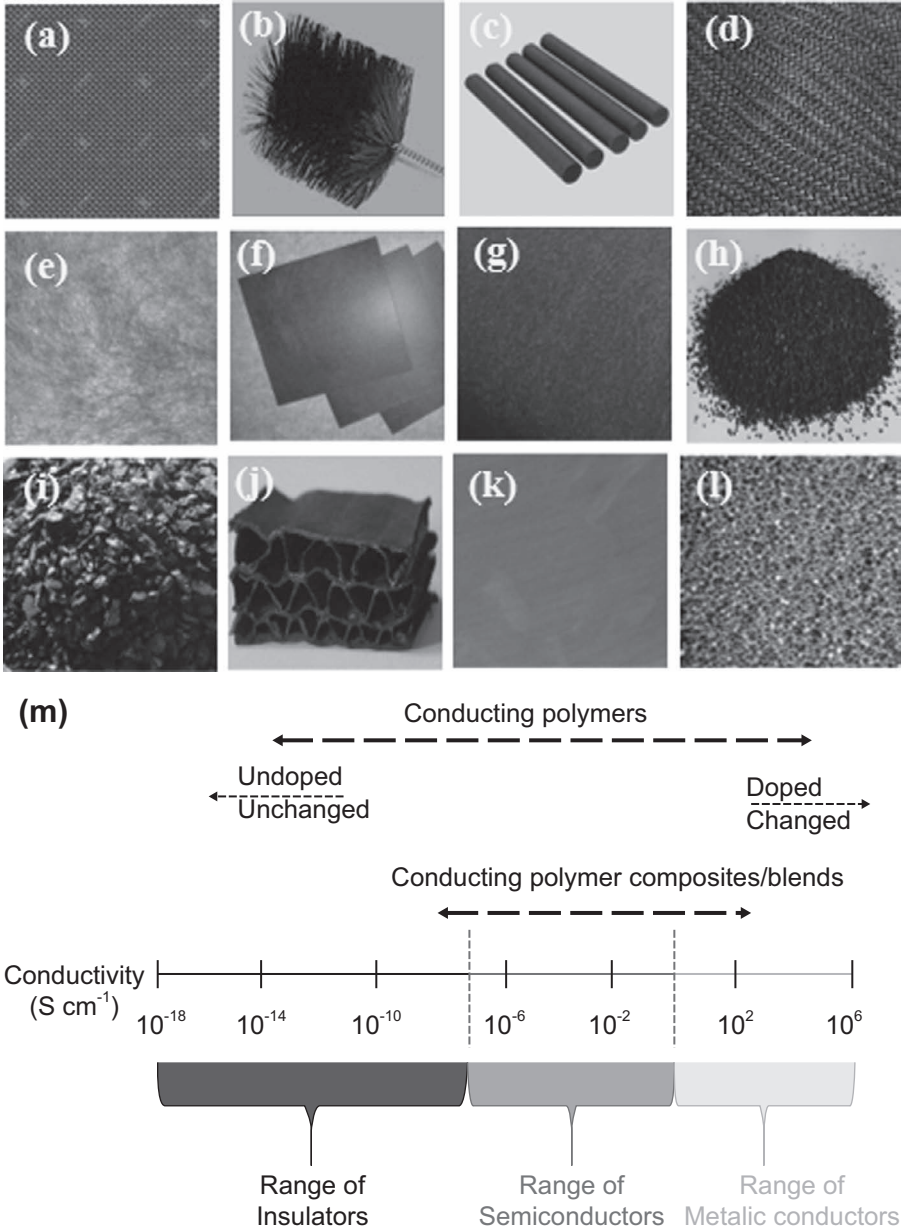 (a)
(b)
(c)
(d)
(e)
(f)
(g)
(h)
(i)
(j)
(k)
(l)
(m)
Conducting polymers
Undoped
Unchanged
Doped
Changed
Conducting polymer composites/blends
Conductivity
(S cm⁻¹)
10⁻¹⁸ 10⁻¹⁴ 10⁻¹⁰ 10⁻⁶ 10⁻² 10² 10⁶
Range of
Insulators
Range of
Semiconductors
Range of
Metalic conductors